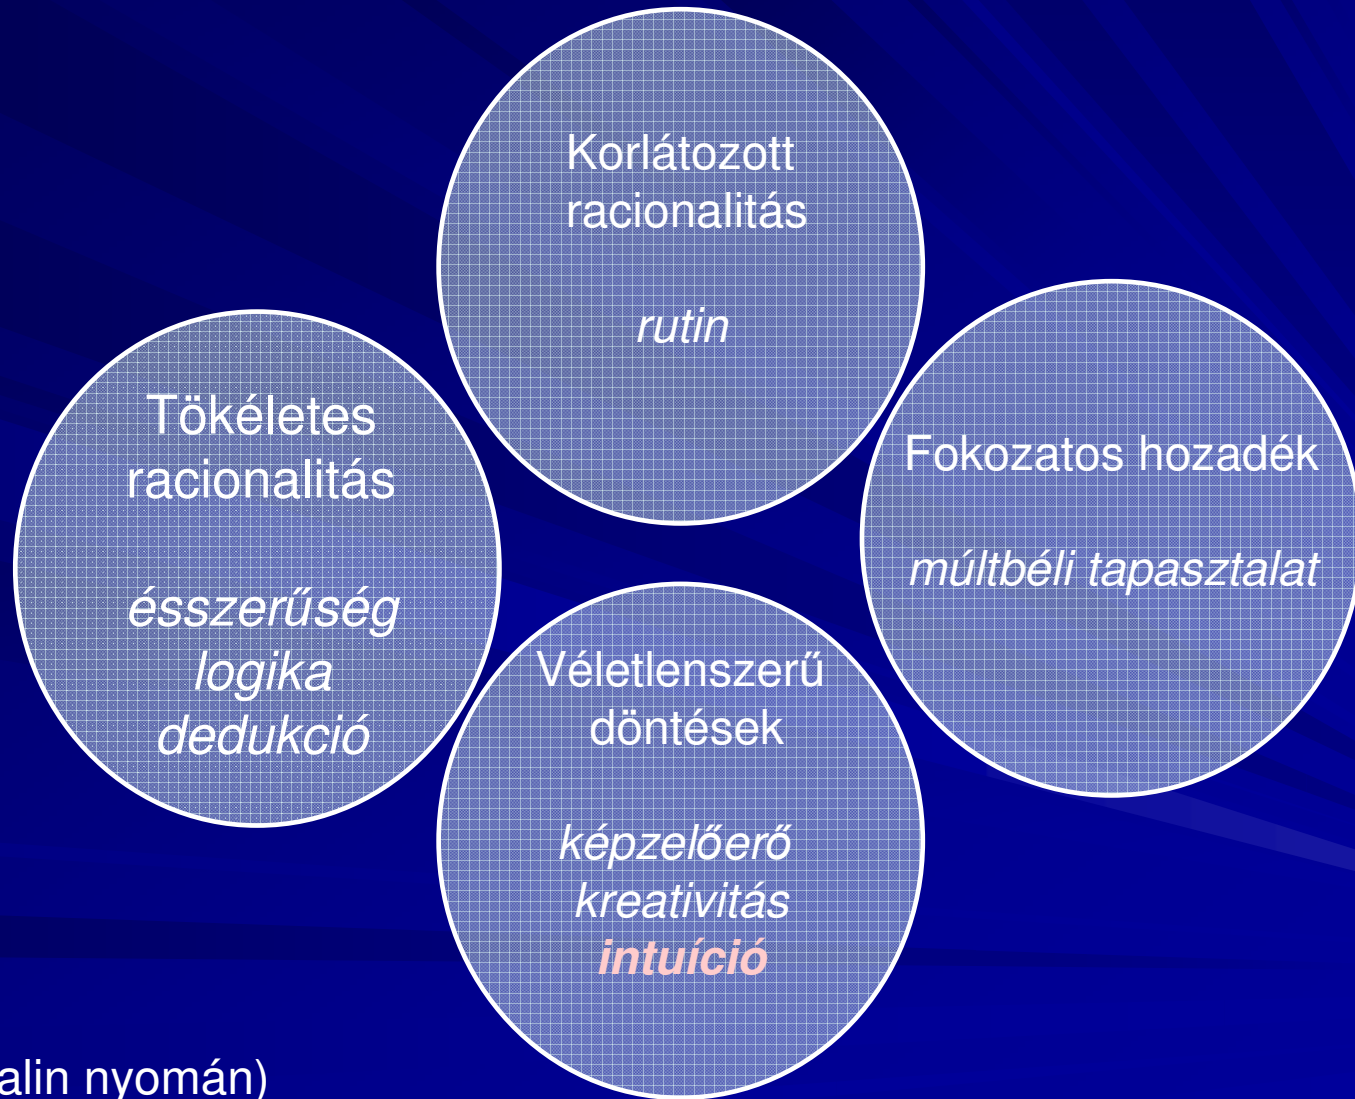 Korlátozott
racionalitás
rutin
Tökéletes
racionalitás
ésszerűség
logika
dedukció
Fokozatos hozadék
múltbéli tapasztalat
Véletlenszerű
döntések
képzelőerő
kreativitás
intuíció
alin nyomán)